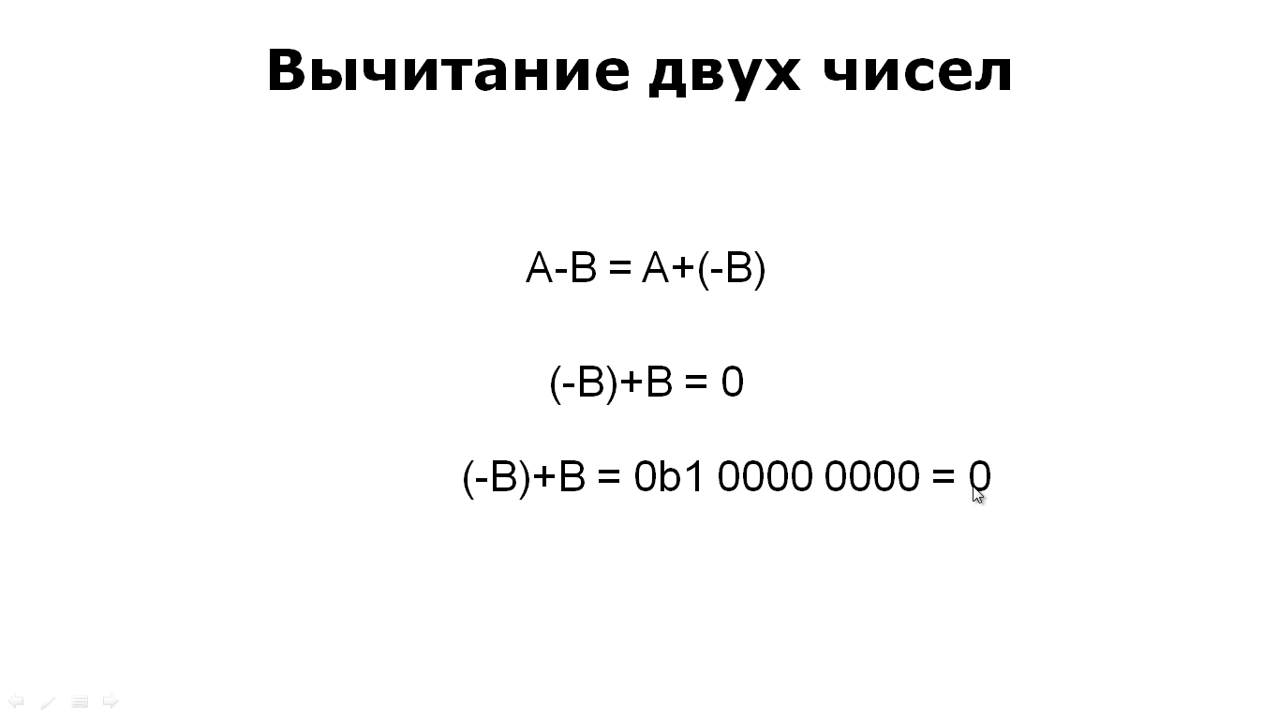 Вычитание двух чисел
A-B = A+(-B)
(-B)+B = 0
(-B)+B = 0b1 0000 0000 = 0